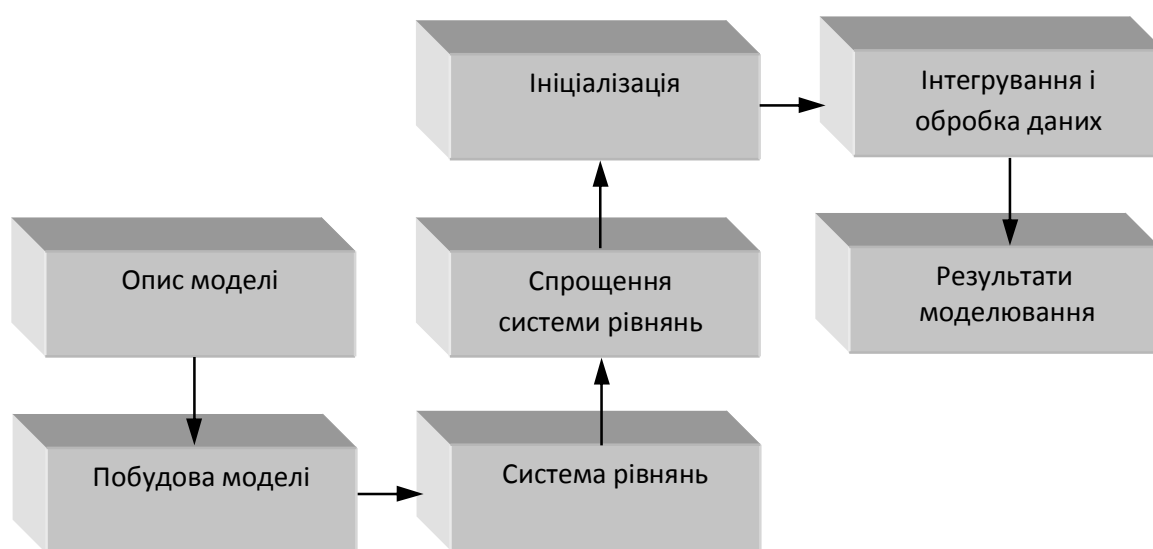 Ініціалізація
Інтегрування і
обробка даних
Опис моделі
Спрощення
системи рівнянь
Результати
моделювання
Побудова моделі
Система рівнянь